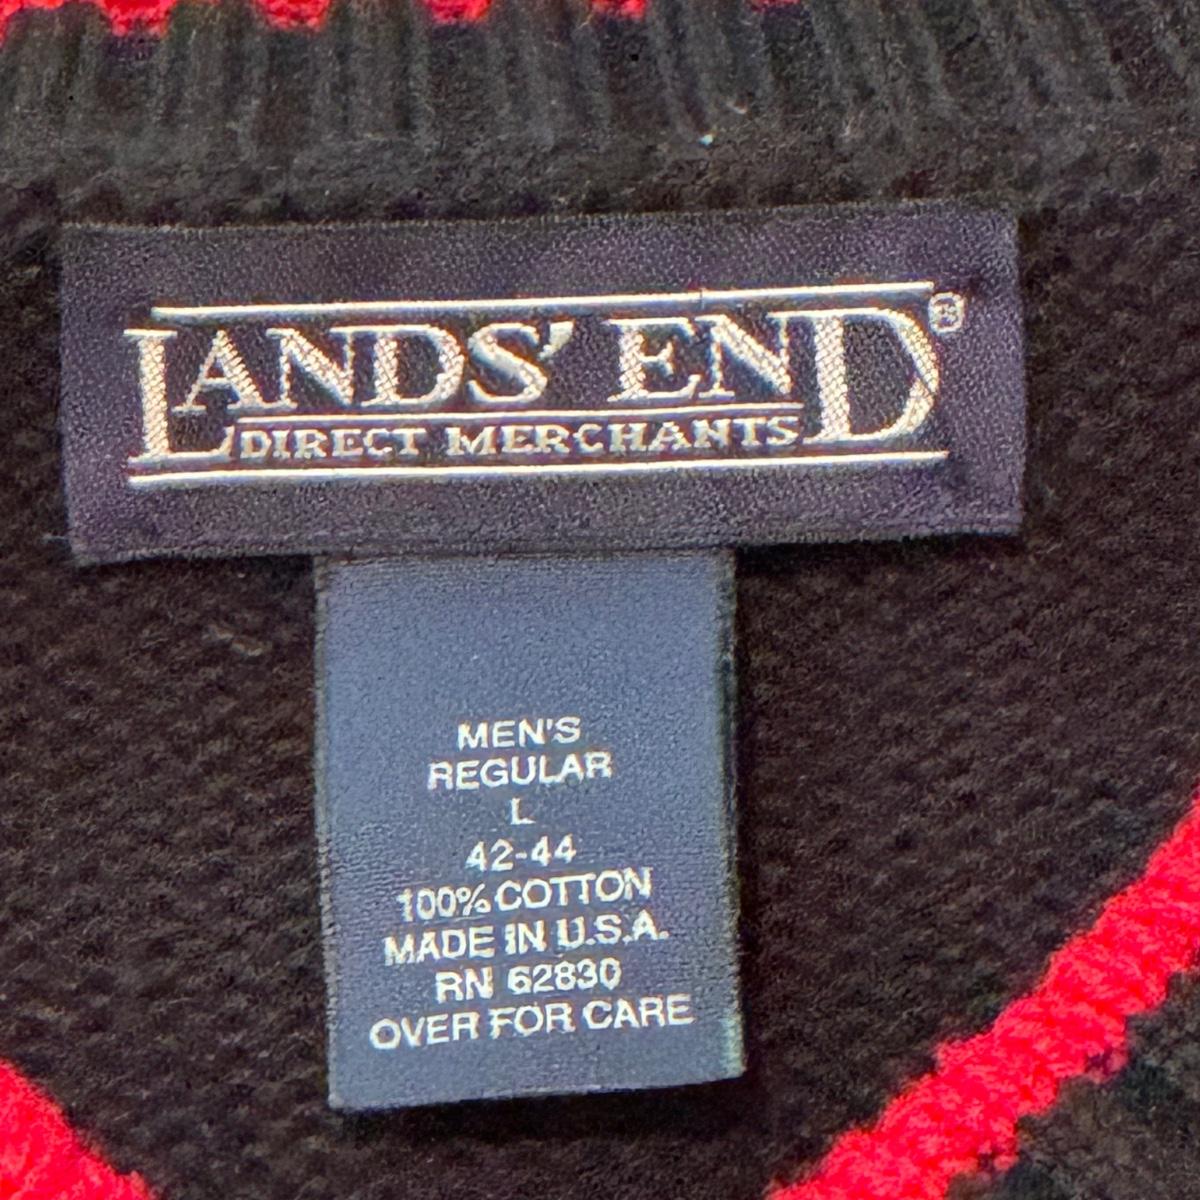 LANDS' END®
DIRECT MERCHANTS
MEN'S
REGULAR
L
42-44
100% COTTON
MADE IN U.S.A.
RN 62830
OVER FOR CARE